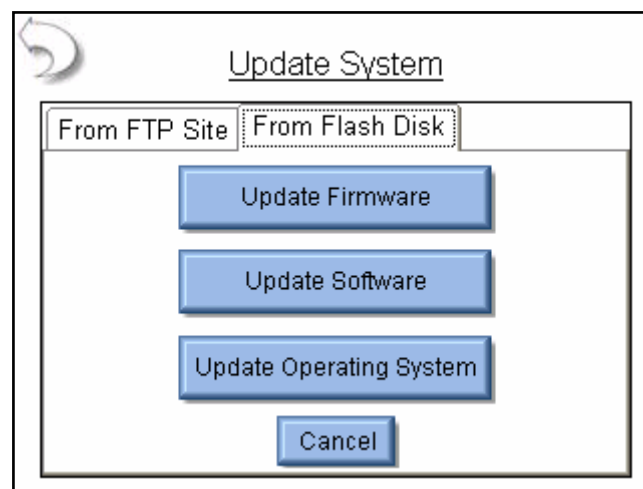 Update System
From FTP Site From Flash Disk
Update Firmware
Update Software
Update Operating System
Cancel